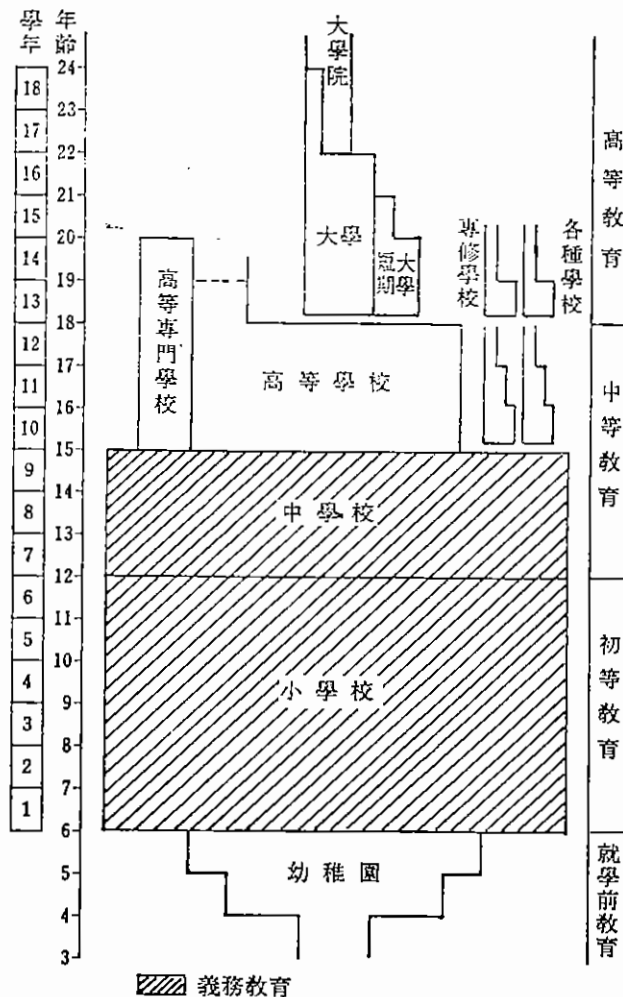 學年
年齡
24
23
22
21
20
19
18
17
16
15
14
13
12
11
10
9
8
7
6
5
4
3
18
17
16
15
14
13
12
11
10
9
8
7
6
5
4
3
2
1
大學院
大學
短期大學
專修學校
各種學校
高等專門學校
高等學校
中學校
小學校
幼稚園
高等教育
中等教育
初等教育
就學前教育
義務教育